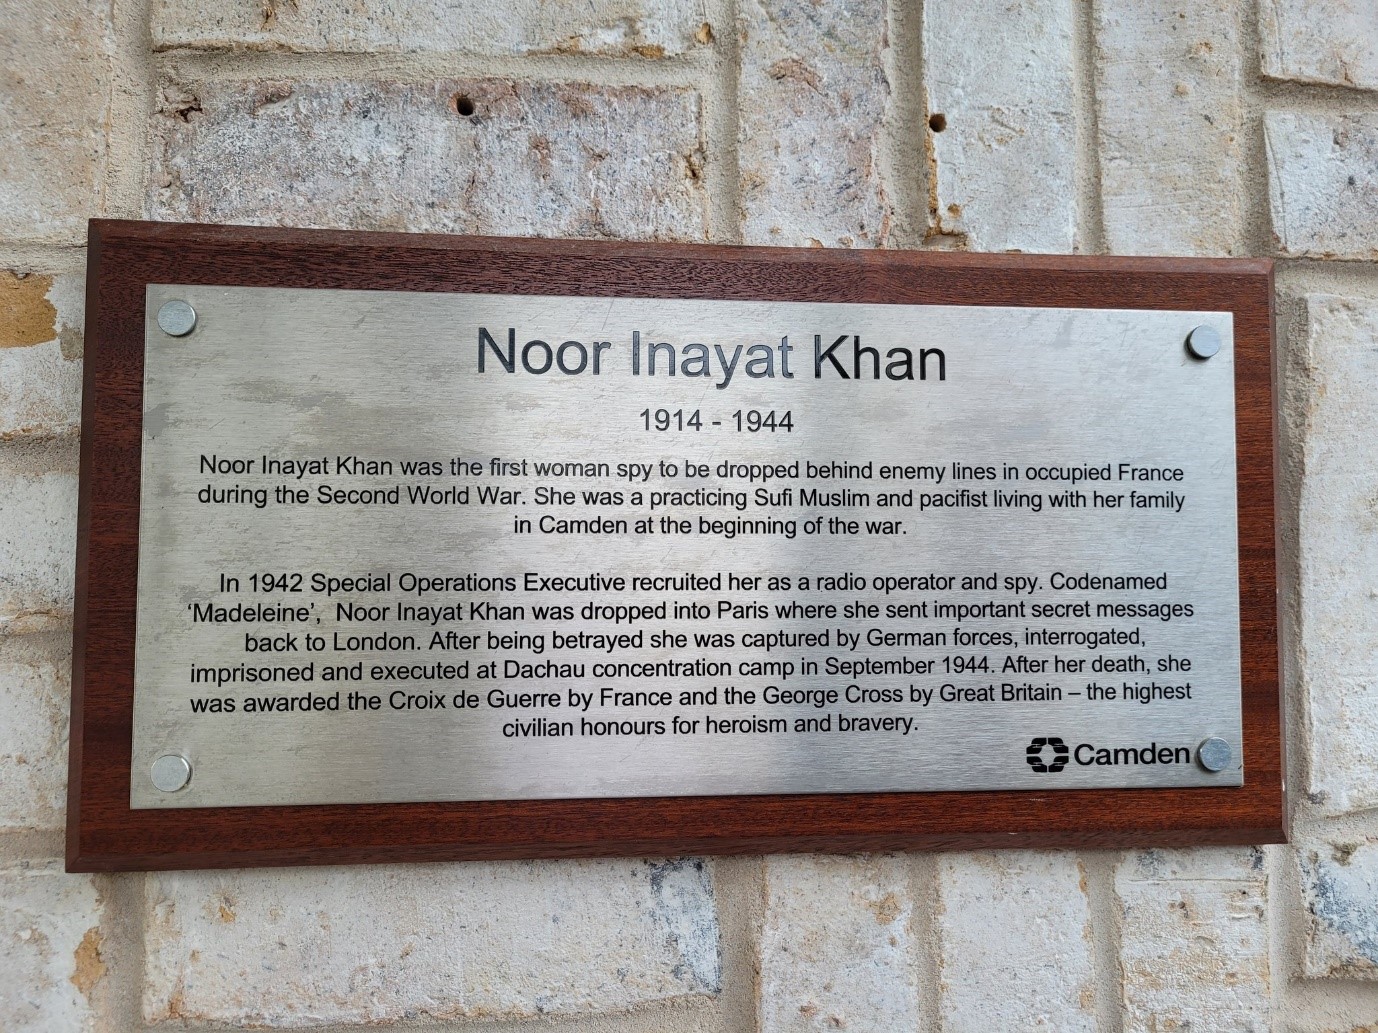 Noor Inayat Khan
1914 - 1944
Noor Inayat Khan was the first woman spy to be dropped behind enemy lines in occupied France
during the Second World War. She was a practicing Sufi Muslim and pacifist living with her family
in Camden at the beginning of the war.
In 1942 Special Operations Executive recruited her as a radio operator and spy. Codenamed
‘Madeleine’, Noor Inayat Khan was dropped into Paris where she sent important secret messages
back to London. After being betrayed she was captured by German forces, interrogated,
imprisoned and executed at Dachau concentration camp in September 1944. After her death, she
was awarded the Croix de Guerre by France and the George Cross by Great Britain – the highest
civilian honours for heroism and bravery.
Camden